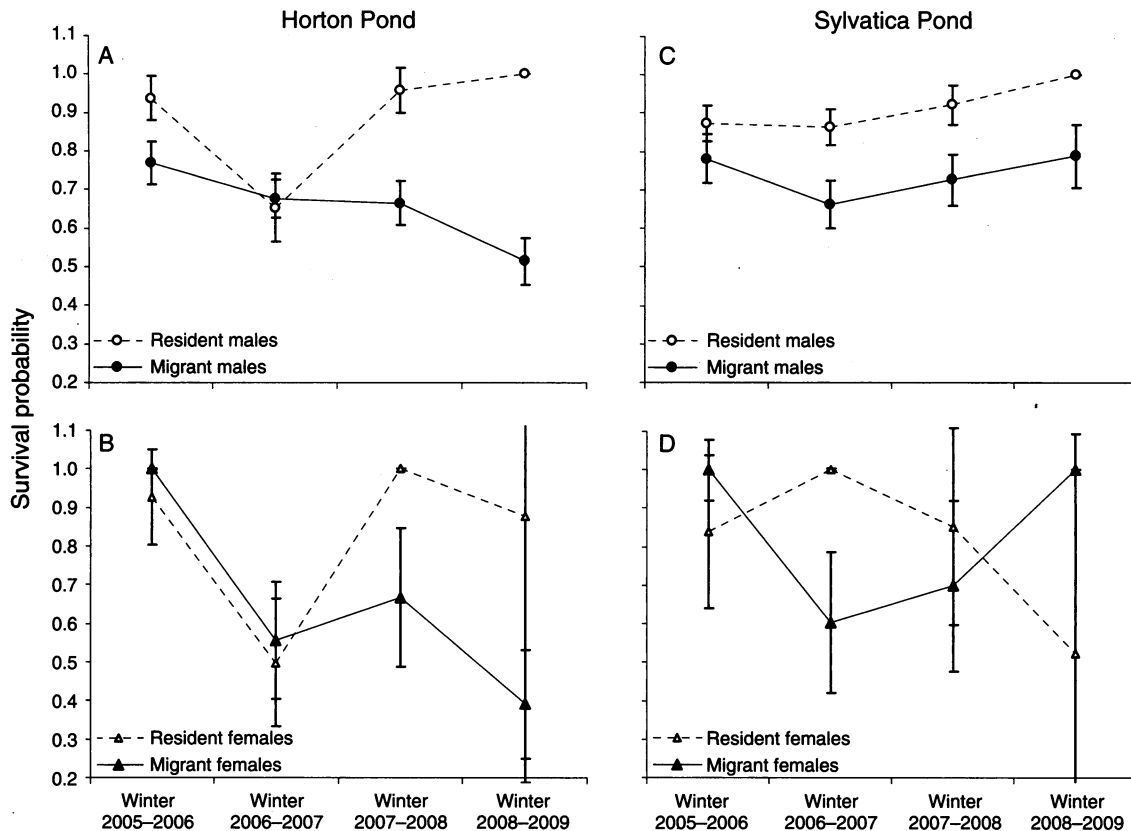 Horton Pond
Sylvatica Pond
Survival probability
A
1.1
1.0
0.9
0.8
0.7
0.6
0.5
0.4
0.3
0.2
Resident males
Migrant males
C
Resident males
Migrant males
B
1.1
1.0
0.9
0.8
0.7
0.6
0.5
0.4
0.3
0.2
Resident females
Migrant females
D
Resident females
Migrant females
Winter
2005–2006
Winter
2006–2007
Winter
2007–2008
Winter
2008–2009
Winter
2005–2006
Winter
2006–2007
Winter
2007–2008
Winter
2008–2009